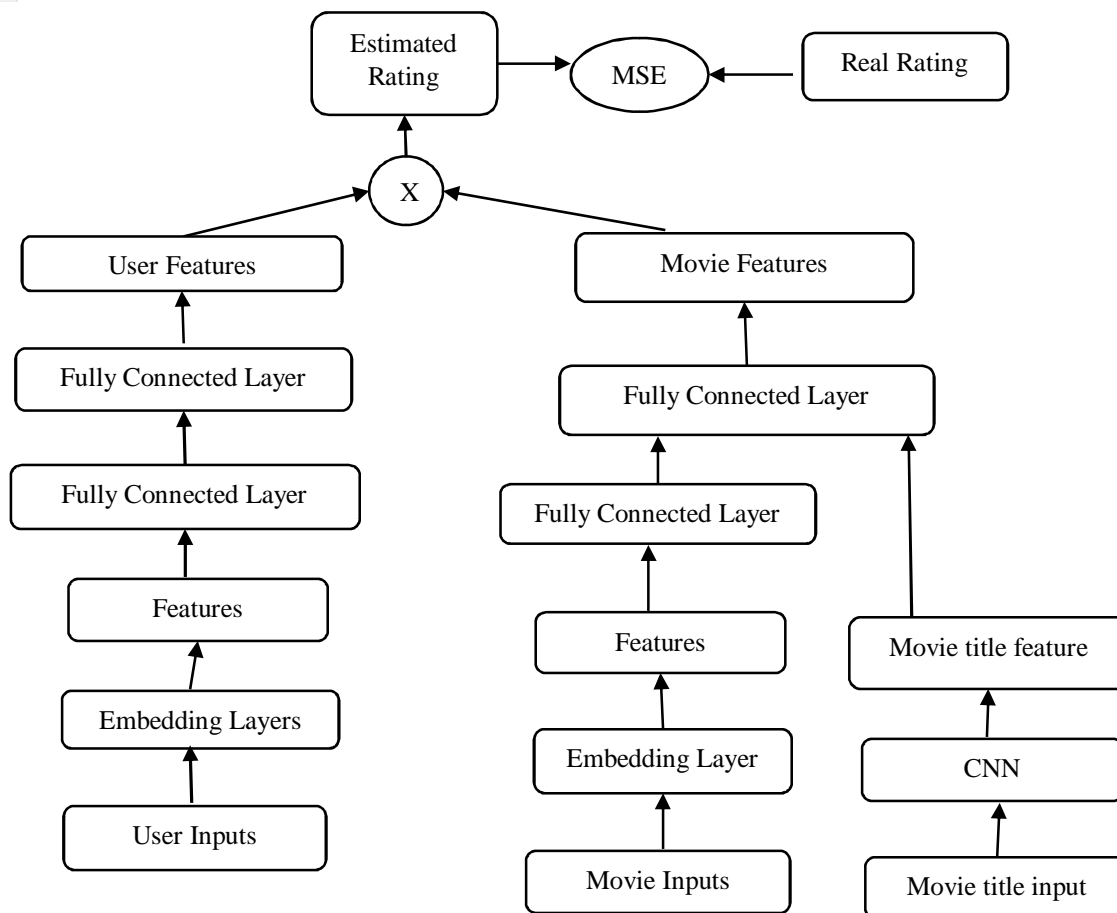 Estimated
Rating
MSE
Real Rating
X
User Features
Movie Features
Fully Connected Layer
Fully Connected Layer
Fully Connected Layer
Fully Connected Layer
Features
Features
Movie title feature
Embedding Layers
Embedding Layer
CNN
User Inputs
Movie Inputs
Movie title input